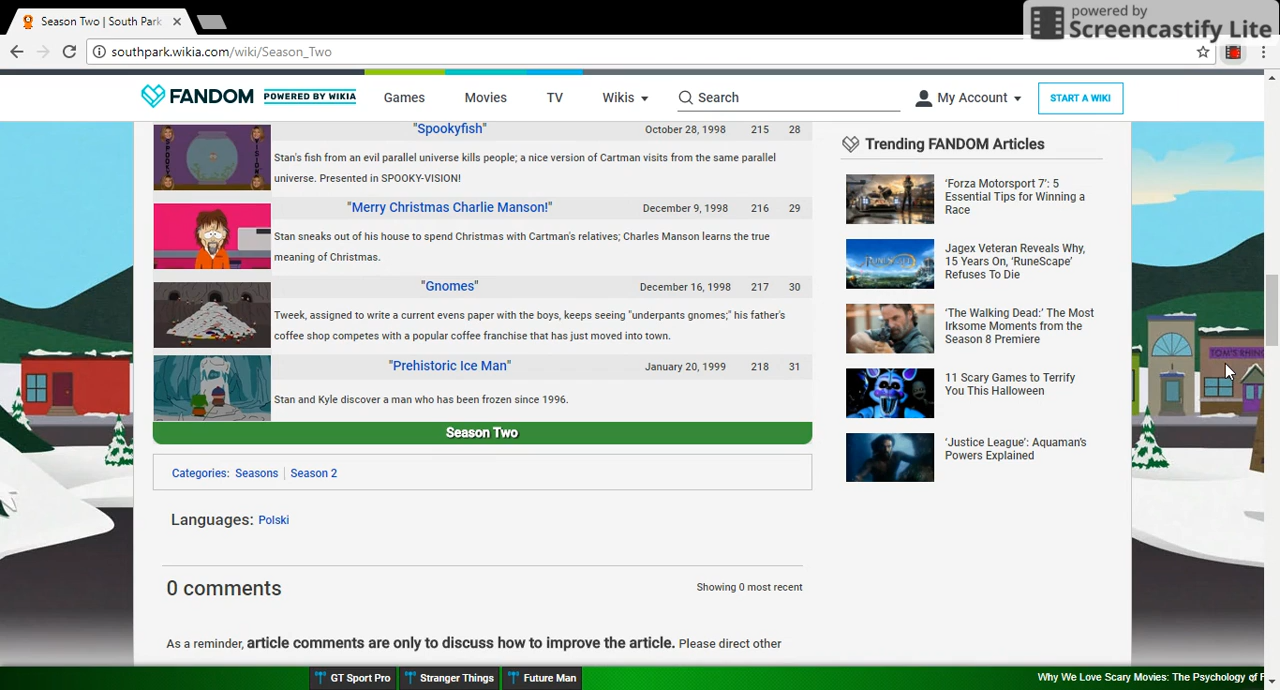 Season Two | South Park
powered by
Screencastify Lite
southpark.wikia.com/wiki/Season_Two
FANDOM POWERED BY WIKIA Games Movies TV Wikis Search My Account START A WIKI
"Spookyfish" October 28, 1998 215 28
Stan's fish from an evil parallel universe kills people; a nice version of Cartman visits from the same parallel
universe. Presented in SPOOKY-VISION!
"Merry Christmas Charlie Manson!" December 9, 1998 216 29
Stan sneaks out of his house to spend Christmas with Cartman's relatives; Charles Manson learns the true
meaning of Christmas.
"Gnomes" December 16, 1998 217 30
Tweek, assigned to write a current evens paper with the boys, keeps seeing "underpants gnomes;" his father's
coffee shop competes with a popular coffee franchise that has just moved into town.
"Prehistoric Ice Man" January 20, 1999 218 31
Stan and Kyle discover a man who has been frozen since 1996.
Season Two
Categories: Seasons Season 2
Languages: Polski
0 comments Showing 0 most recent
As a reminder, article comments are only to discuss how to improve the article. Please direct other
Trending FANDOM Articles
'Forza Motorsport 7': 5
Essential Tips for Winning a
Race
Jagex Veteran Reveals Why,
15 Years On, 'RuneScape'
Refuses To Die
'The Walking Dead:' The Most
Irksome Moments from the
Season 8 Premiere
11 Scary Games to Terrify
You This Halloween
'Justice League': Aquaman's
Powers Explained
TOM'S RHINO
GT Sport Pro Stranger Things Future Man Why We Love Scary Movies: The Psychology of F